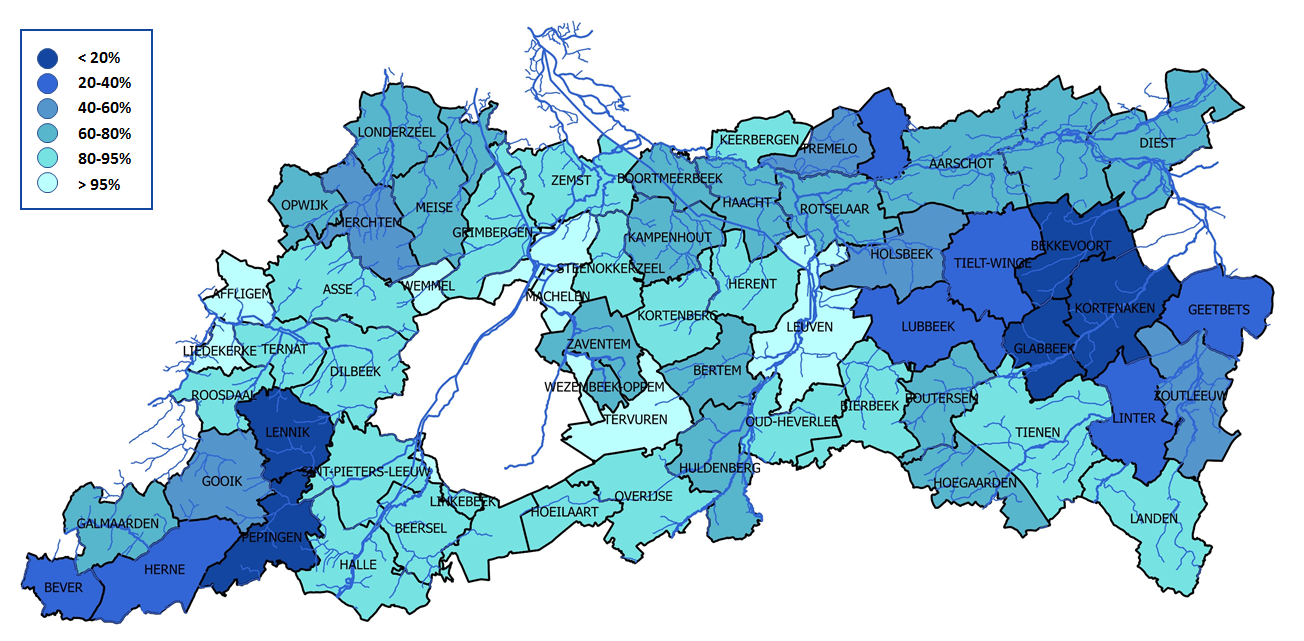 < 20%
20-40%
40-60%
60-80%
80-95%
> 95%
LONDERZEEL
KEERBERGEN
TREMELO
DIEST
AARSCHOT
ZEMST
BOORTMEERBEEK
OPWIJK
MEISE
HAACHT
ROTSELAAR
MERCHTEM
GRIMBERGEN
KAMPENHOUT
BEKKEVOORT
HOLSBEEK
TIELT-WINGE
STEENOKKERZEEL
ASSE
WEMMEL
HERENT
AFFLIGEM
MACHELEN
KORTENAKEN
GEETBETS
KORTENBERG
LEUVEN
LUBBEEK
LIEDEKERKE
TERNAT
ZAVENTEM
GLABBEEK
DILBEEK
BERTEM
WEZENBEEK-OPPEM
ROOSDAAL
BOUTERSEM
ZOUTLEEUW
BIERBEEK
TERVUREN
OUD-HEVERLEE
LINTER
LENNIK
TIENEN
SINT-PIETERS-LEEUW
HULDENBERG
GOOIK
HOEGAARDEN
OVERIJSE
LINKEBEEK
HOEILAART
LANDEN
GALMAARDEN
BEERSEL
PEPINGEN
HALLE
HERNE
BEVER